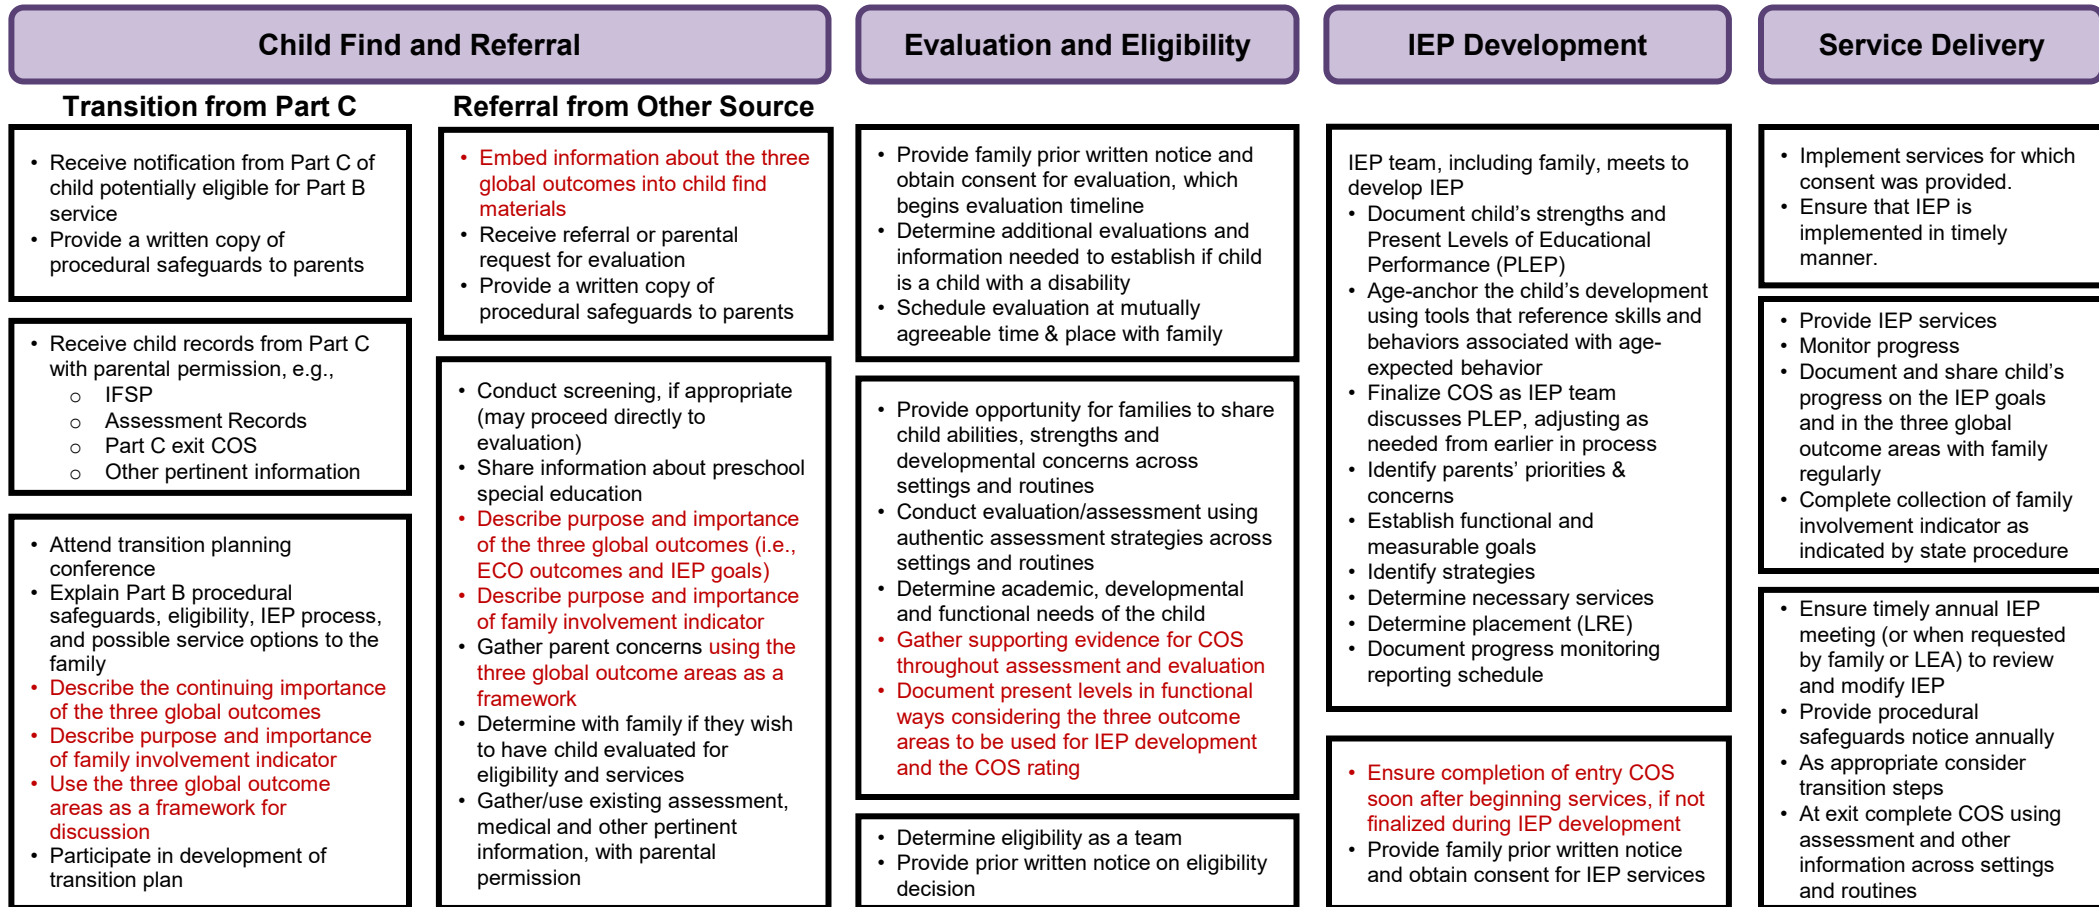 Child Find and Referral
Evaluation and Eligibility
IEP Development
Service Delivery
Transition from Part C
• Receive notification from Part C of
child potentially eligible for Part B
service
• Provide a written copy of
procedural safeguards to parents
• Receive child records from Part C
with parental permission, e.g.,
o IFSP
o Assessment Records
o Part C exit COS
o Other pertinent information
• Attend transition planning
conference
• Explain Part B procedural
safeguards, eligibility, IEP process,
and possible service options to the
family
• Describe the continuing importance
of the three global outcomes
• Describe purpose and importance
of family involvement indicator
• Use the three global outcome
areas as a framework for
discussion
• Participate in development of
transition plan
Referral from Other Source
• Embed information about the three
global outcomes into child find
materials
• Receive referral or parental
request for evaluation
• Provide a written copy of
procedural safeguards to parents
• Conduct screening, if appropriate
(may proceed directly to
evaluation)
• Share information about preschool
special education
• Describe purpose and importance
of the three global outcomes (i.e.,
ECO outcomes and IEP goals)
• Describe purpose and importance
of family involvement indicator
• Gather parent concerns using the
three global outcome areas as a
framework
• Determine with family if they wish
to have child evaluated for
eligibility and services
• Gather/use existing assessment,
medical and other pertinent
information, with parental
permission
• Provide family prior written notice and
obtain consent for evaluation, which
begins evaluation timeline
• Determine additional evaluations and
information needed to establish if child
is a child with a disability
• Schedule evaluation at mutually
agreeable time & place with family
• Provide opportunity for families to share
child abilities, strengths and
developmental concerns across
settings and routines
• Conduct evaluation/assessment using
authentic assessment strategies across
settings and routines
• Determine academic, developmental
and functional needs of the child
• Gather supporting evidence for COS
throughout assessment and evaluation
• Document present levels in functional
ways considering the three outcome
areas to be used for IEP development
and the COS rating
• Determine eligibility as a team
• Provide prior written notice on eligibility
decision
IEP team, including family, meets to
develop IEP
• Document child’s strengths and
Present Levels of Educational
Performance (PLEP)
• Age-anchor the child’s development
using tools that reference skills and
behaviors associated with age-
expected behavior
• Finalize COS as IEP team
discusses PLEP, adjusting as
needed from earlier in process
• Identify parents’ priorities &
concerns
• Establish functional and
measurable goals
• Identify strategies
• Determine necessary services
• Determine placement (LRE)
• Document progress monitoring
reporting schedule
• Ensure completion of entry COS
soon after beginning services, if not
finalized during IEP development
• Provide family prior written notice
and obtain consent for IEP services
• Implement services for which
consent was provided.
• Ensure that IEP is
implemented in timely
manner.
• Provide IEP services
• Monitor progress
• Document and share child’s
progress on the IEP goals
and in the three global
outcome areas with family
regularly
• Complete collection of family
involvement indicator as
indicated by state procedure
• Ensure timely annual IEP
meeting (or when requested
by family or LEA) to review
and modify IEP
• Provide procedural
safeguards notice annually
• As appropriate consider
transition steps
• At exit complete COS using
assessment and other
information across settings
and routines